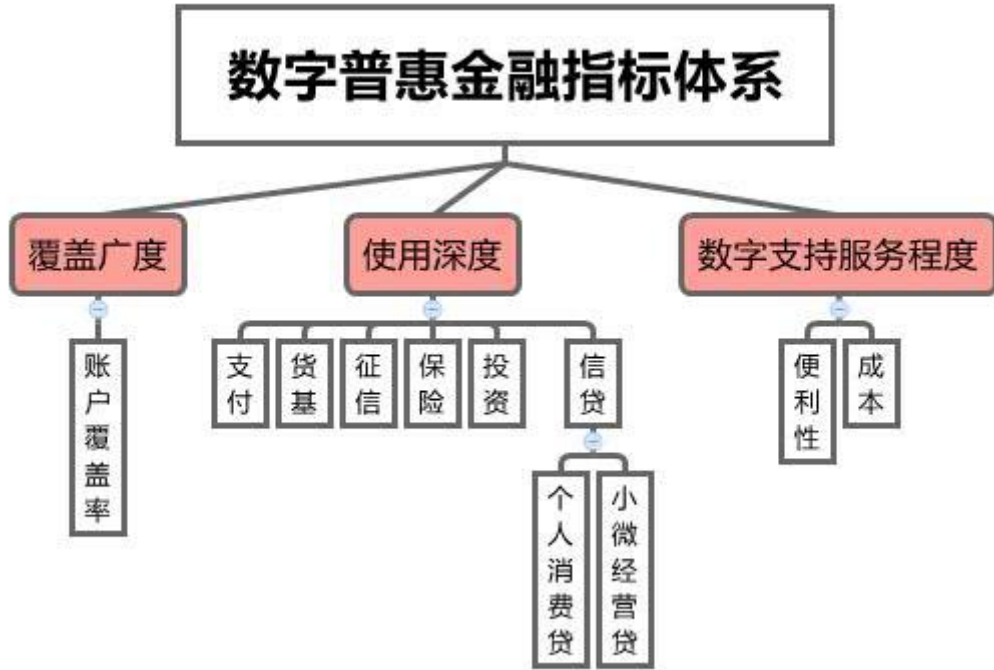 数字普惠金融指标体系
覆盖广度
使用深度
数字支持服务程度
账户覆盖率
支付
货基
征信
保险
投资
信贷
便利性
成本
个人消费贷
小微经营贷